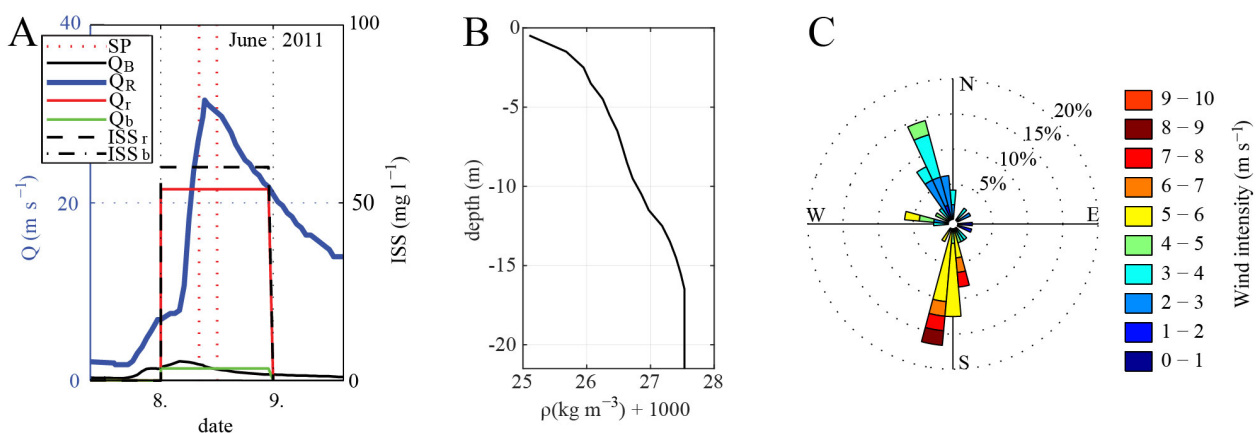 A
40
100
June 2011
SP
Q_B
Q_R
Q_r
Q_b
ISS_r
ISS_b
Q (m s⁻¹)
20
50
ISS (mg l⁻¹)
0
0
8.
9.
date
B
0
-5
-10
-15
-20
depth (m)
25
26
27
28
ρ(kg m⁻³) + 1000
C
N
20%
15%
10%
5%
W
E
S
9 − 10
8 − 9
7 − 8
6 − 7
5 − 6
4 − 5
3 − 4
2 − 3
1 − 2
0 − 1
Wind intensity (m s⁻¹)